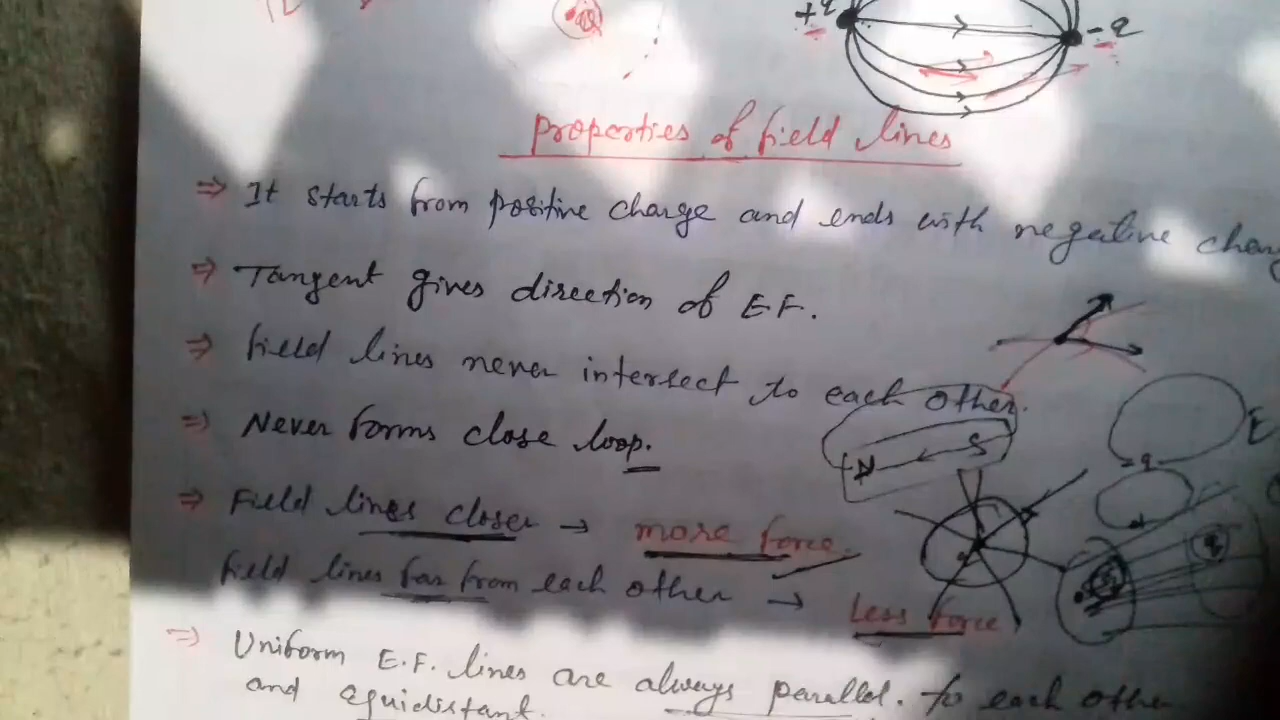 +q
-q
Properties of field lines
⇒ It starts from positive charge and ends with negative charg
⇒ Tangent gives direction of E.F.
⇒ field lines never intersect to each other.
⇒ Never forms close loop.
N S
E
-q
⇒ Field lines closer → more force.
field lines far from each other → Less force
⇒ Uniform E.F. lines are always parallel. to each other
and equidistant.